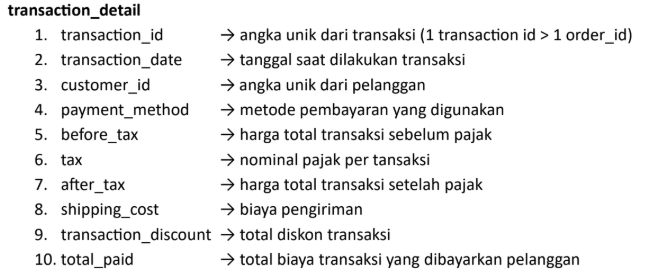 transaction_detail
1. transaction_id → angka unik dari transaksi (1 transaction id > 1 order_id)
2. transaction_date → tanggal saat dilakukan transaksi
3. customer_id → angka unik dari pelanggan
4. payment_method → metode pembayaran yang digunakan
5. before_tax → harga total transaksi sebelum pajak
6. tax → nominal pajak per tansaksi
7. after_tax → harga total transaksi setelah pajak
8. shipping_cost → biaya pengiriman
9. transaction_discount → total diskon transaksi
10. total_paid → total biaya transaksi yang dibayarkan pelanggan